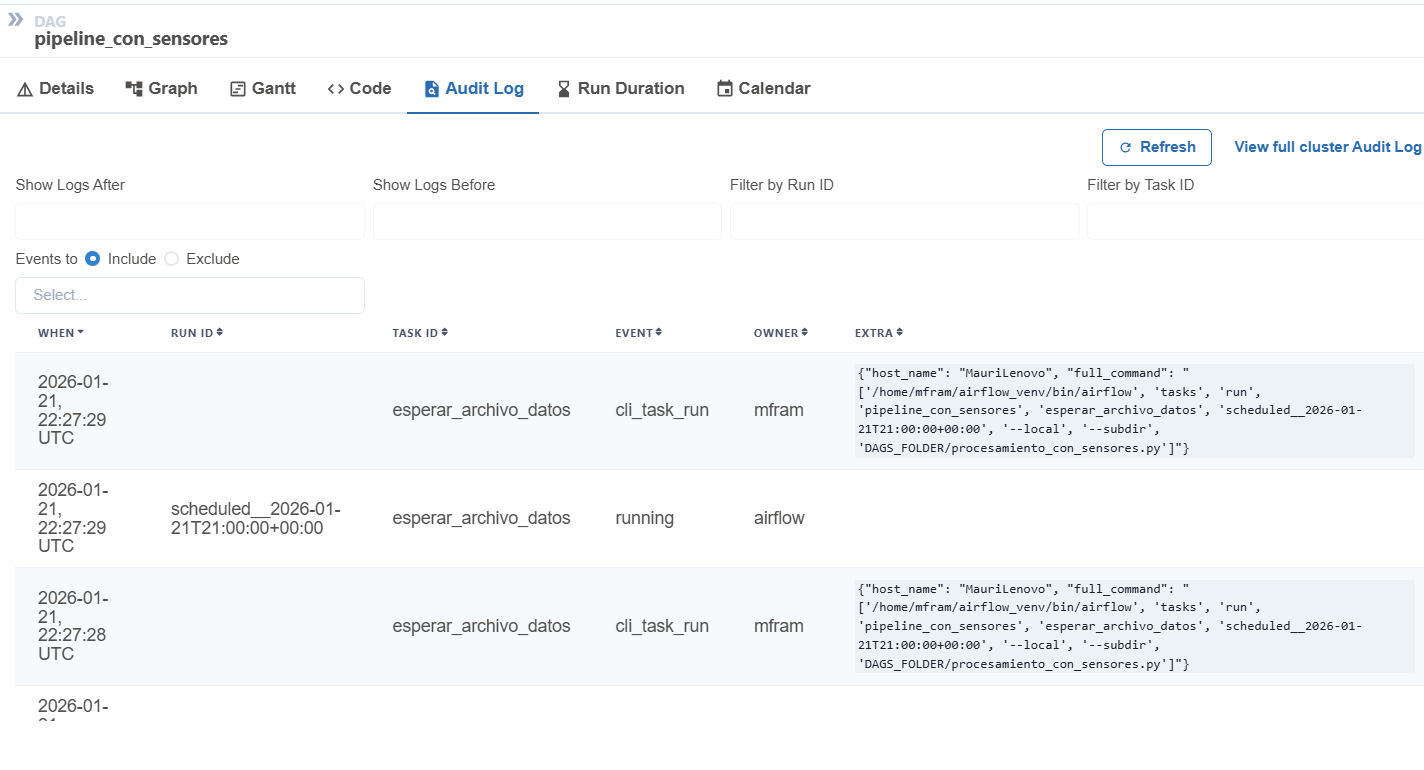 DAG
pipeline_con_sensores
Details Graph Gantt Code Audit Log Run Duration Calendar
Refresh View full cluster Audit Log
Show Logs After Show Logs Before Filter by Run ID Filter by Task ID
Events to Include Exclude
Select...
WHEN RUN ID TASK ID EVENT OWNER EXTRA
2026-01-
21,
22:27:29
UTC
esperar_archivo_datos cli_task_run mfram
{"host_name": "MauriLenovo", "full_command": "
['/home/mfram/airflow_venv/bin/airflow', 'tasks', 'run',
'pipeline_con_sensores', 'esperar_archivo_datos', 'scheduled__2026-01-
21T21:00:00+00:00', '--local', '--subdir',
'DAGS_FOLDER/procesamiento_con_sensores.py']"}
2026-01-
21,
22:27:29
UTC
scheduled__2026-01-
21T21:00:00+00:00
esperar_archivo_datos running airflow
2026-01-
21,
22:27:28
UTC
esperar_archivo_datos cli_task_run mfram
{"host_name": "MauriLenovo", "full_command": "
['/home/mfram/airflow_venv/bin/airflow', 'tasks', 'run',
'pipeline_con_sensores', 'esperar_archivo_datos', 'scheduled__2026-01-
21T21:00:00+00:00', '--local', '--subdir',
'DAGS_FOLDER/procesamiento_con_sensores.py']"}
2026-01-